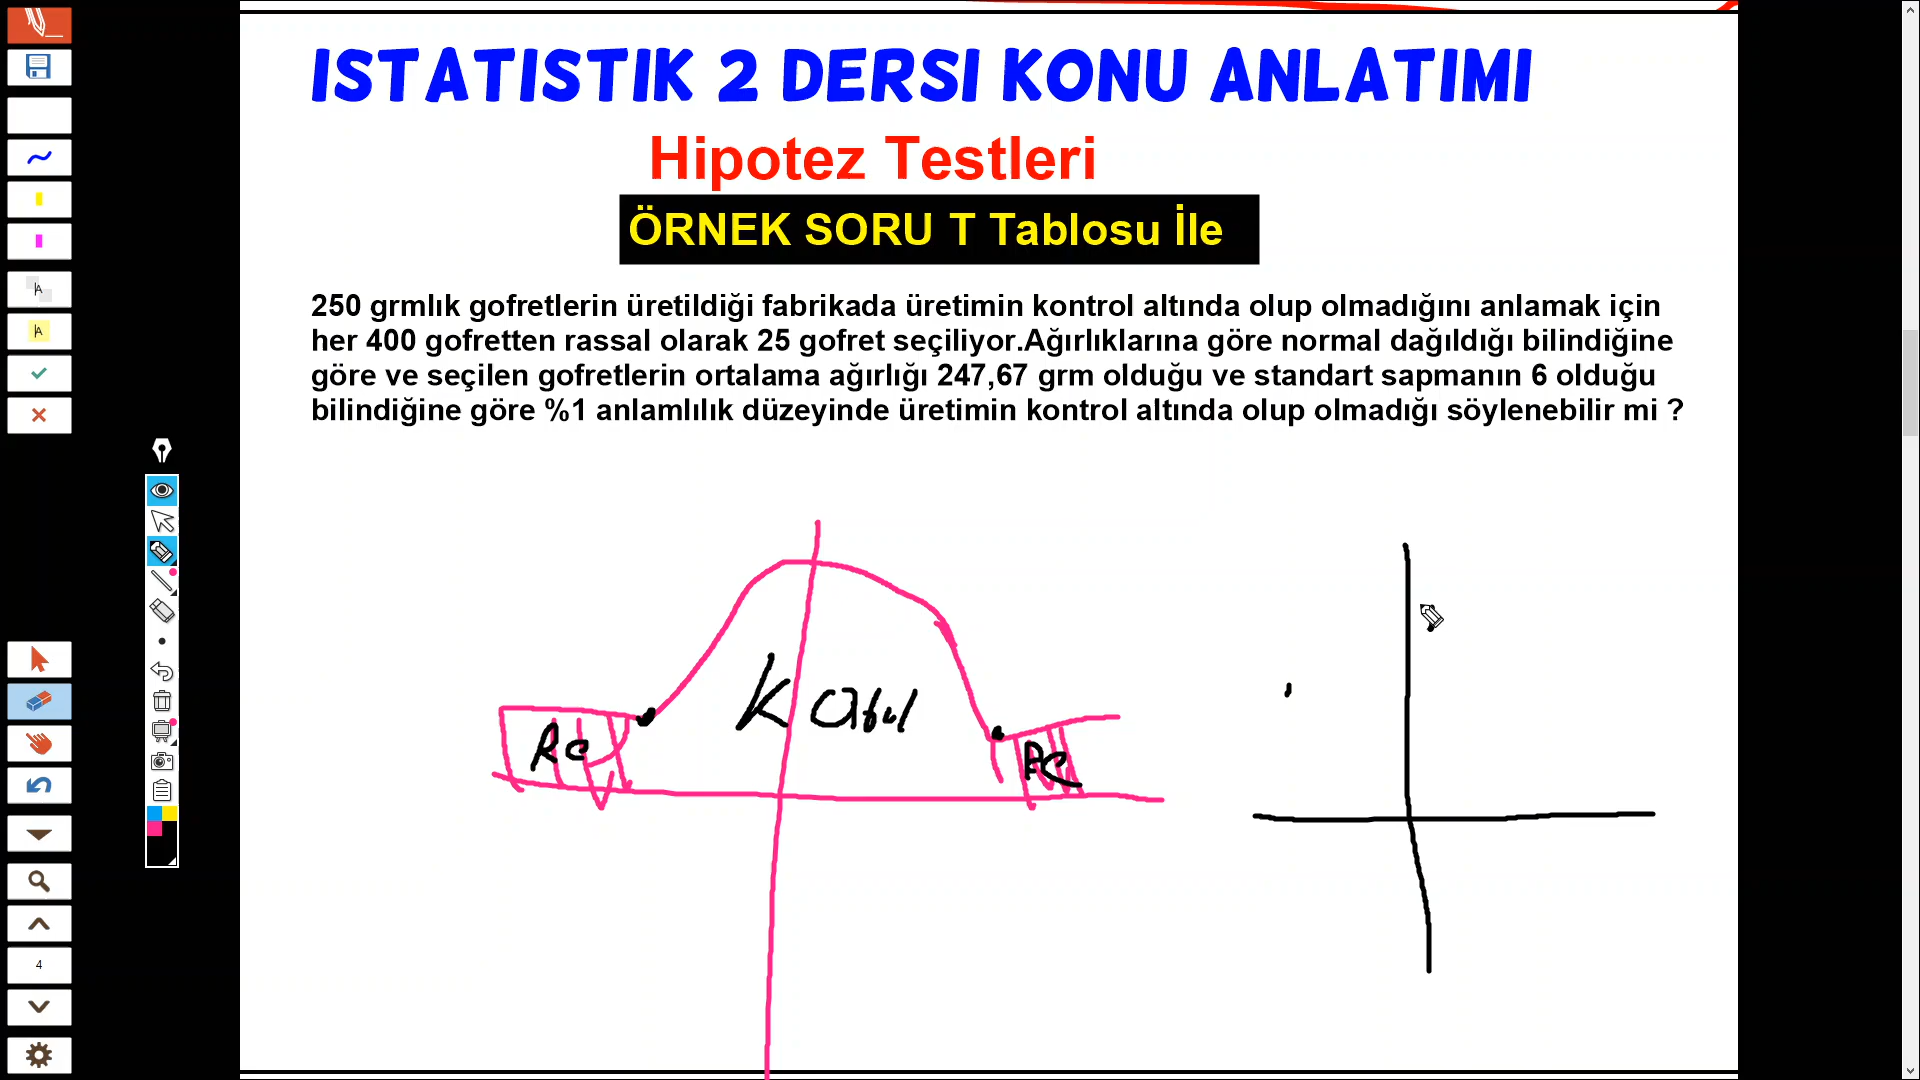 ISTATISTIK 2 DERSI KONU ANLATIMI
Hipotez Testleri
ÖRNEK SORU T Tablosu İle
250 grmlık gofretlerin üretildiği fabrikada üretimin kontrol altında olup olmadığını anlamak için
her 400 gofretten rassal olarak 25 gofret seçiliyor.Ağırlıklarına göre normal dağıldığı bilindiğine
göre ve seçilen gofretlerin ortalama ağırlığı 247,67 grm olduğu ve standart sapmanın 6 olduğu
bilindiğine göre %1 anlamlılık düzeyinde üretimin kontrol altında olup olmadığı söylenebilir mi ?
Kabul
Re
Re
A
A
4